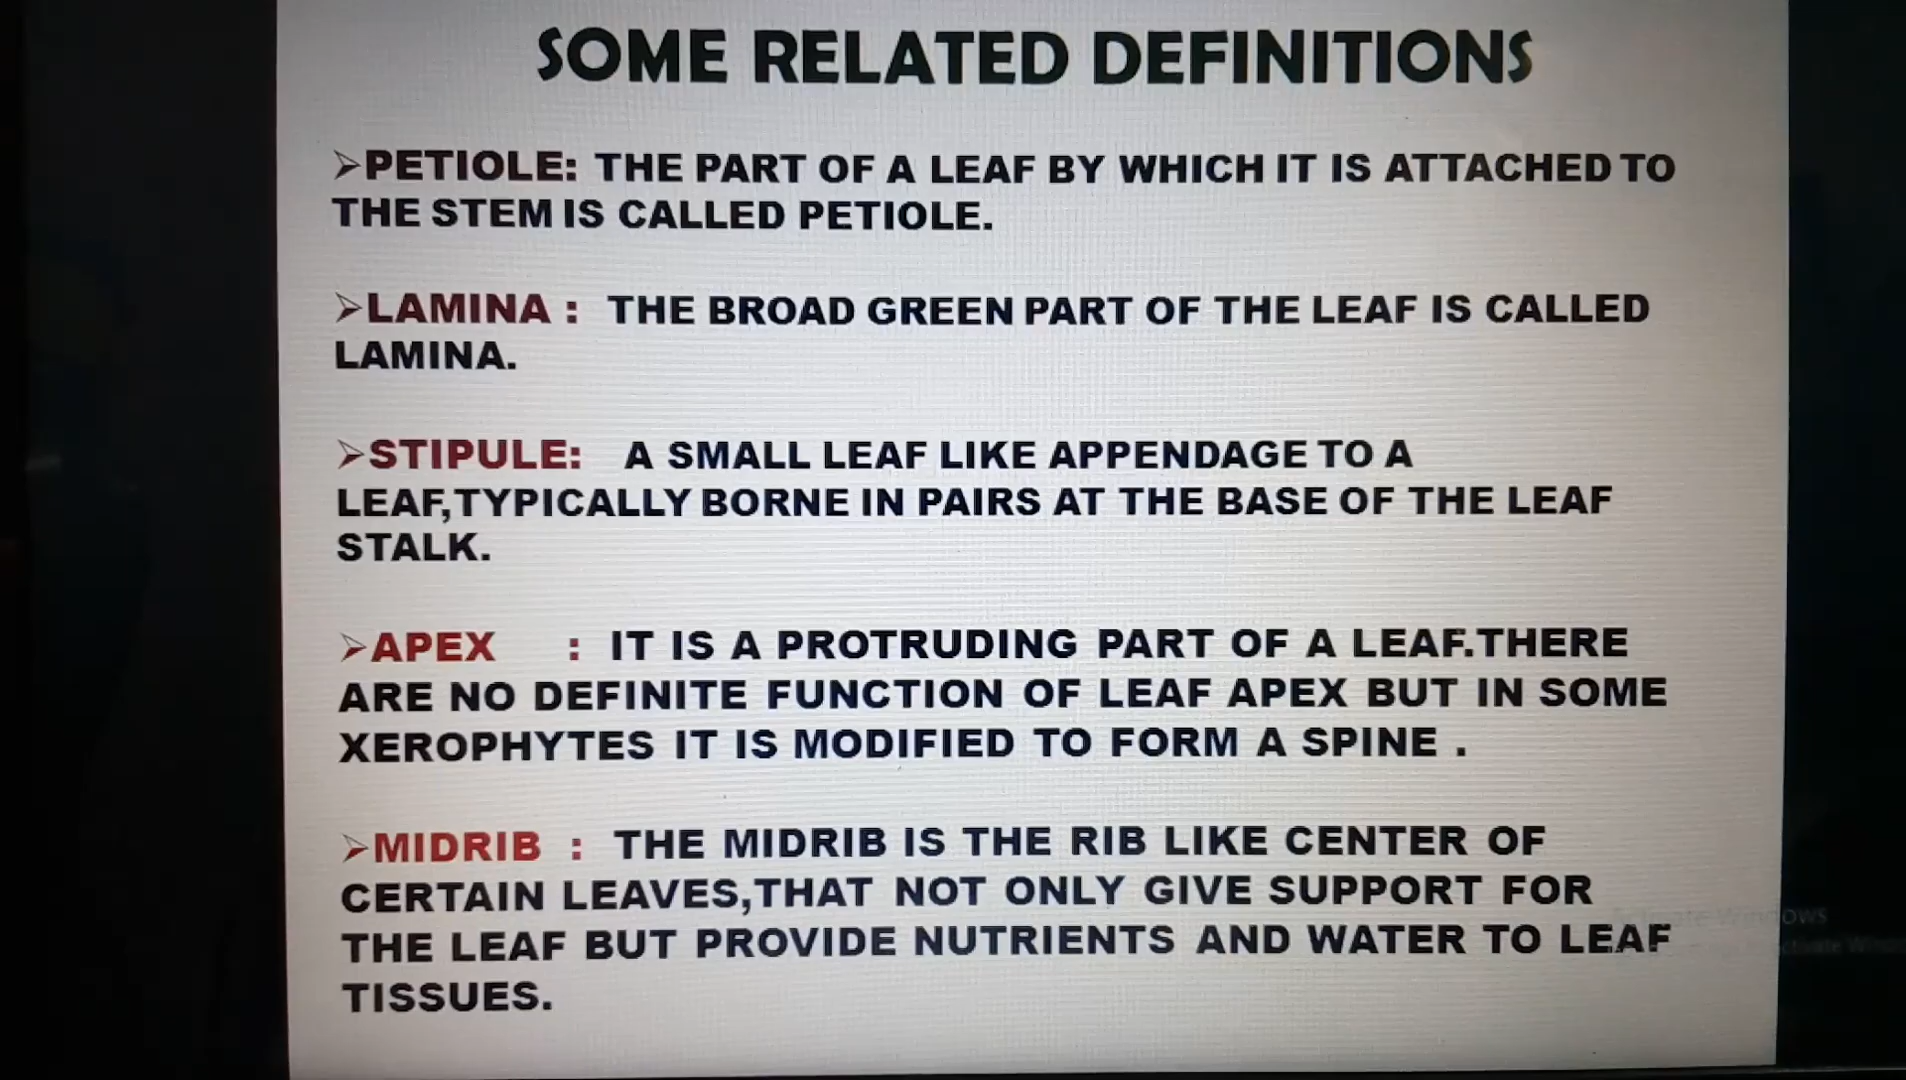 SOME RELATED DEFINITIONS
➢PETIOLE: THE PART OF A LEAF BY WHICH IT IS ATTACHED TO
THE STEM IS CALLED PETIOLE.
➢LAMINA : THE BROAD GREEN PART OF THE LEAF IS CALLED
LAMINA.
➢STIPULE: A SMALL LEAF LIKE APPENDAGE TO A
LEAF,TYPICALLY BORNE IN PAIRS AT THE BASE OF THE LEAF
STALK.
➢APEX : IT IS A PROTRUDING PART OF A LEAF.THERE
ARE NO DEFINITE FUNCTION OF LEAF APEX BUT IN SOME
XEROPHYTES IT IS MODIFIED TO FORM A SPINE .
➢MIDRIB : THE MIDRIB IS THE RIB LIKE CENTER OF
CERTAIN LEAVES,THAT NOT ONLY GIVE SUPPORT FOR
Activate Windows
THE LEAF BUT PROVIDE NUTRIENTS AND WATER TO LEAF
TISSUES.